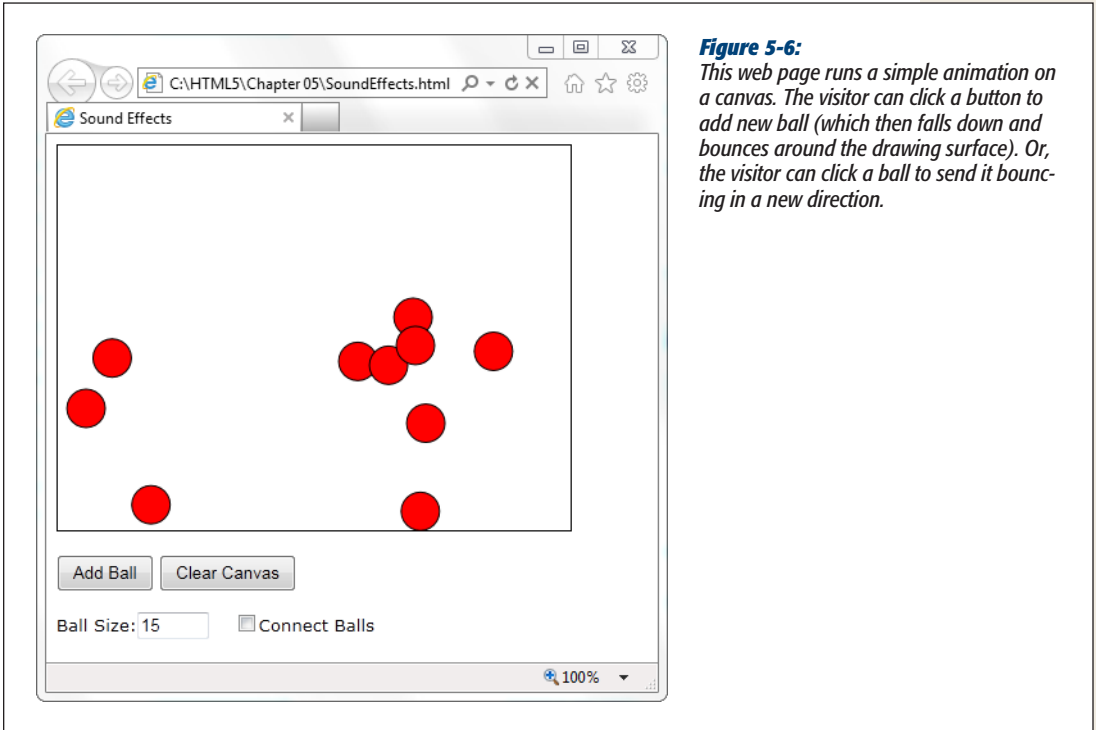 C:\HTML5\Chapter 05\SoundEffects.html
Sound Effects
Add Ball
Clear Canvas
Ball Size: 15
Connect Balls
100%
Figure 5-6:
This web page runs a simple animation on
a canvas. The visitor can click a button to
add new ball (which then falls down and
bounces around the drawing surface). Or,
the visitor can click a ball to send it bounc-
ing in a new direction.